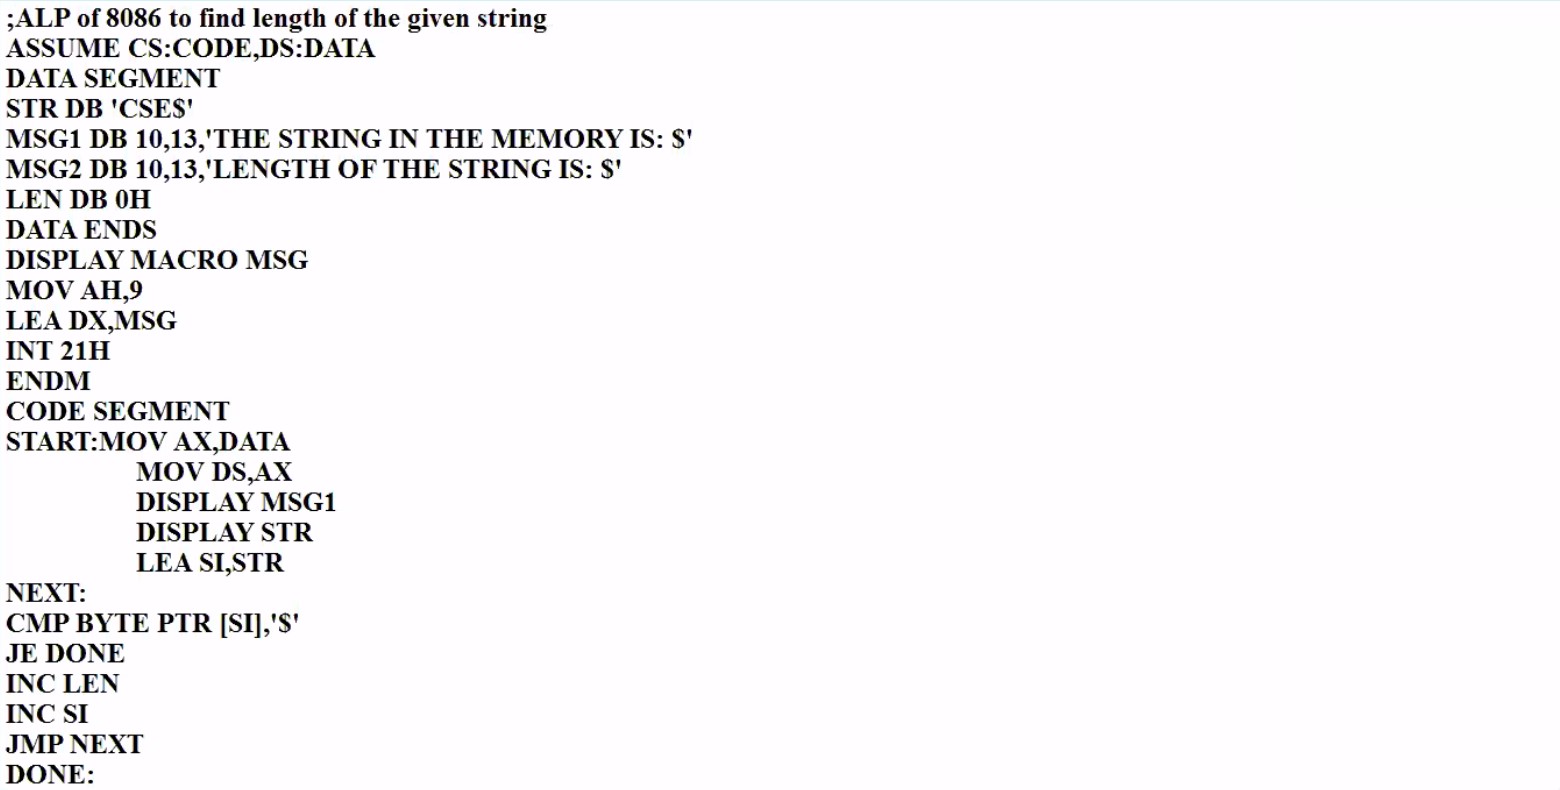 ;ALP of 8086 to find length of the given string
ASSUME CS:CODE,DS:DATA
DATA SEGMENT
STR DB 'CSE$'
MSG1 DB 10,13,'THE STRING IN THE MEMORY IS: $'
MSG2 DB 10,13,'LENGTH OF THE STRING IS: $'
LEN DB 0H
DATA ENDS
DISPLAY MACRO MSG
MOV AH,9
LEA DX,MSG
INT 21H
ENDM
CODE SEGMENT
START:MOV AX,DATA
MOV DS,AX
DISPLAY MSG1
DISPLAY STR
LEA SI,STR
NEXT:
CMP BYTE PTR [SI],'$'
JE DONE
INC LEN
INC SI
JMP NEXT
DONE: